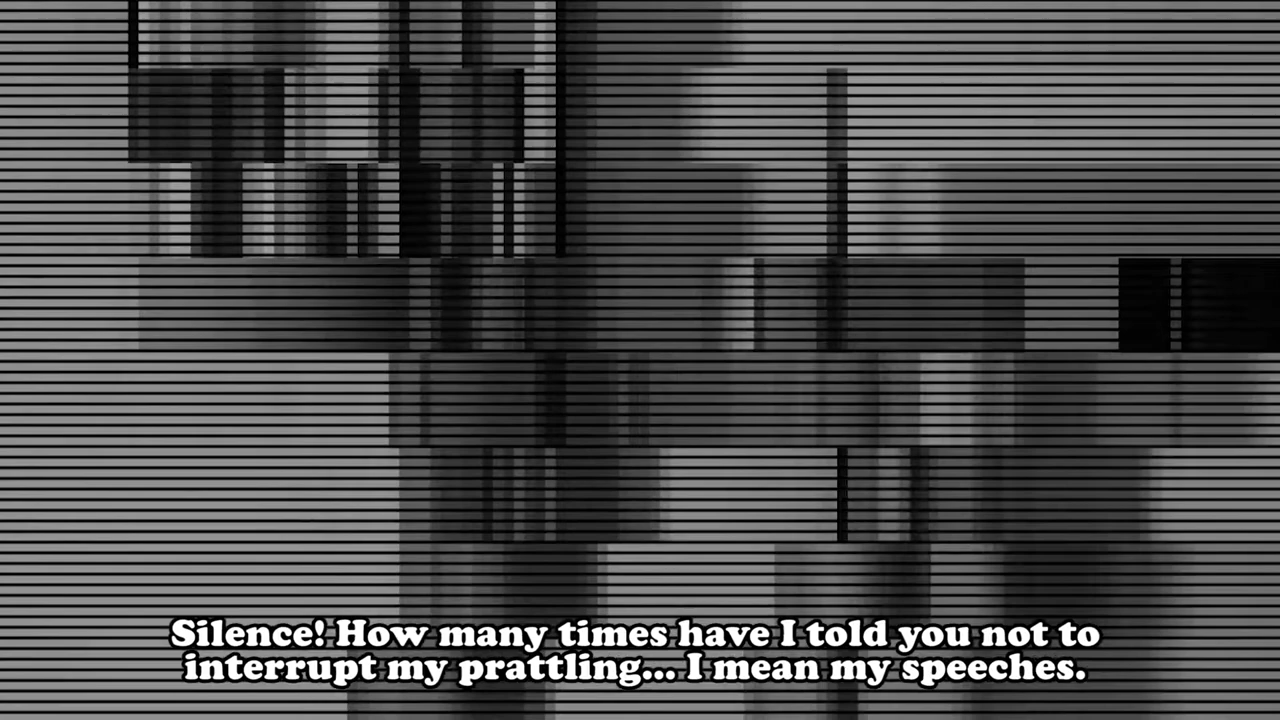 Silence! How many times have I told you not to
interrupt my prattling... I mean my speeches.